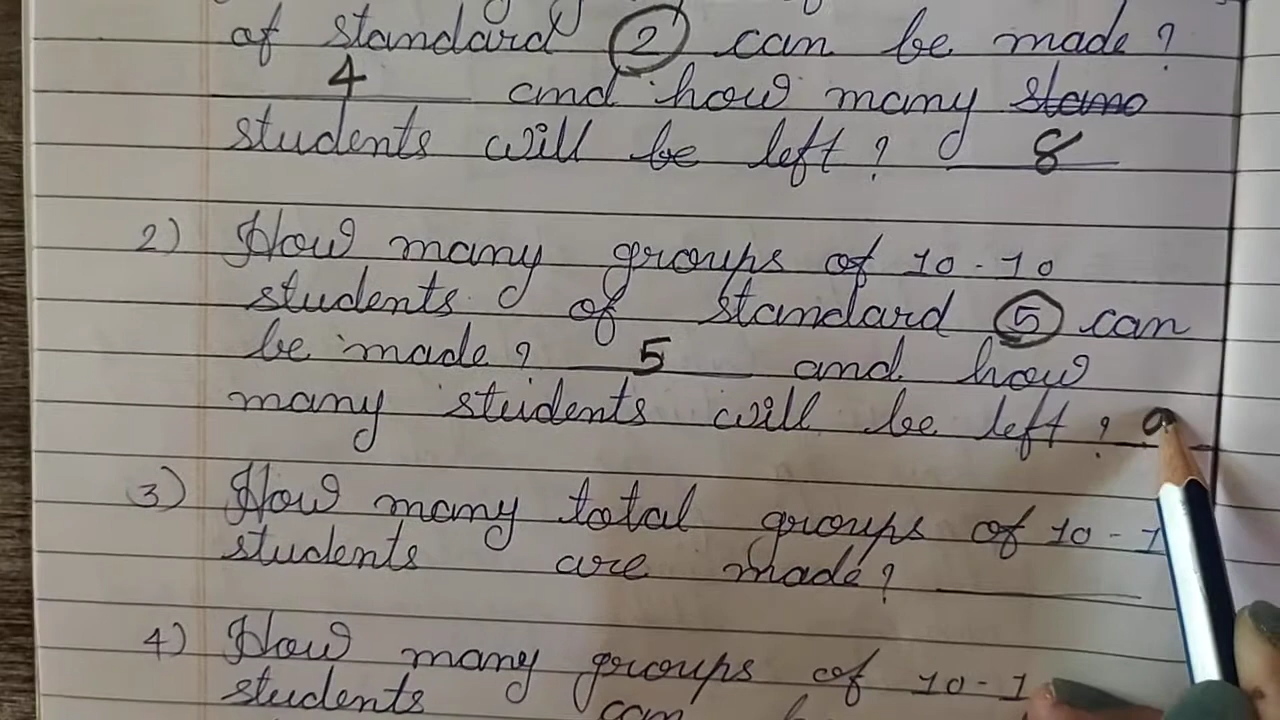 of standard 2 can be made?
4 and how many stamo
students will be left? 8
2) How many groups of 10-10
students of standard 5 can
be made? 5 and how
many students will be left?
3) How many total groups of 10-1
students are made?
4) How many groups of 10-1
students can